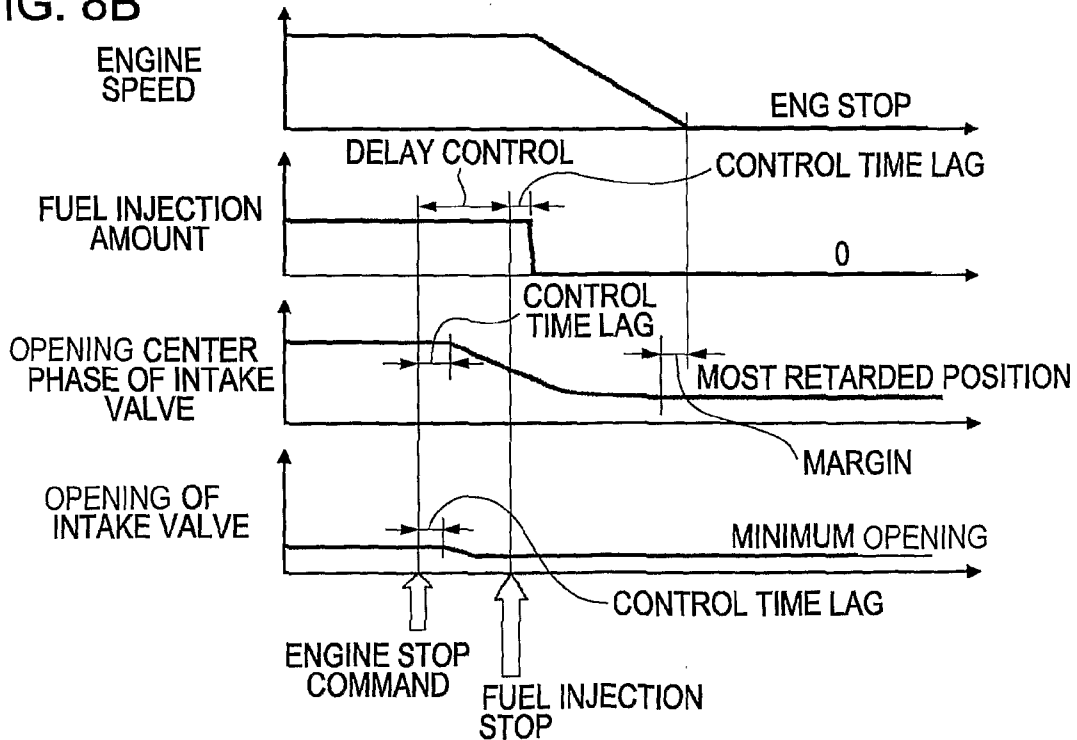 FIG. 8B
ENGINE
SPEED
ENG STOP
DELAY CONTROL
CONTROL TIME LAG
FUEL INJECTION
AMOUNT
0
CONTROL
TIME LAG
OPENING CENTER
PHASE OF INTAKE
VALVE
MOST RETARDED POSITION
MARGIN
OPENING OF
INTAKE VALVE
MINIMUM OPENING
CONTROL TIME LAG
ENGINE STOP
COMMAND
FUEL INJECTION
STOP